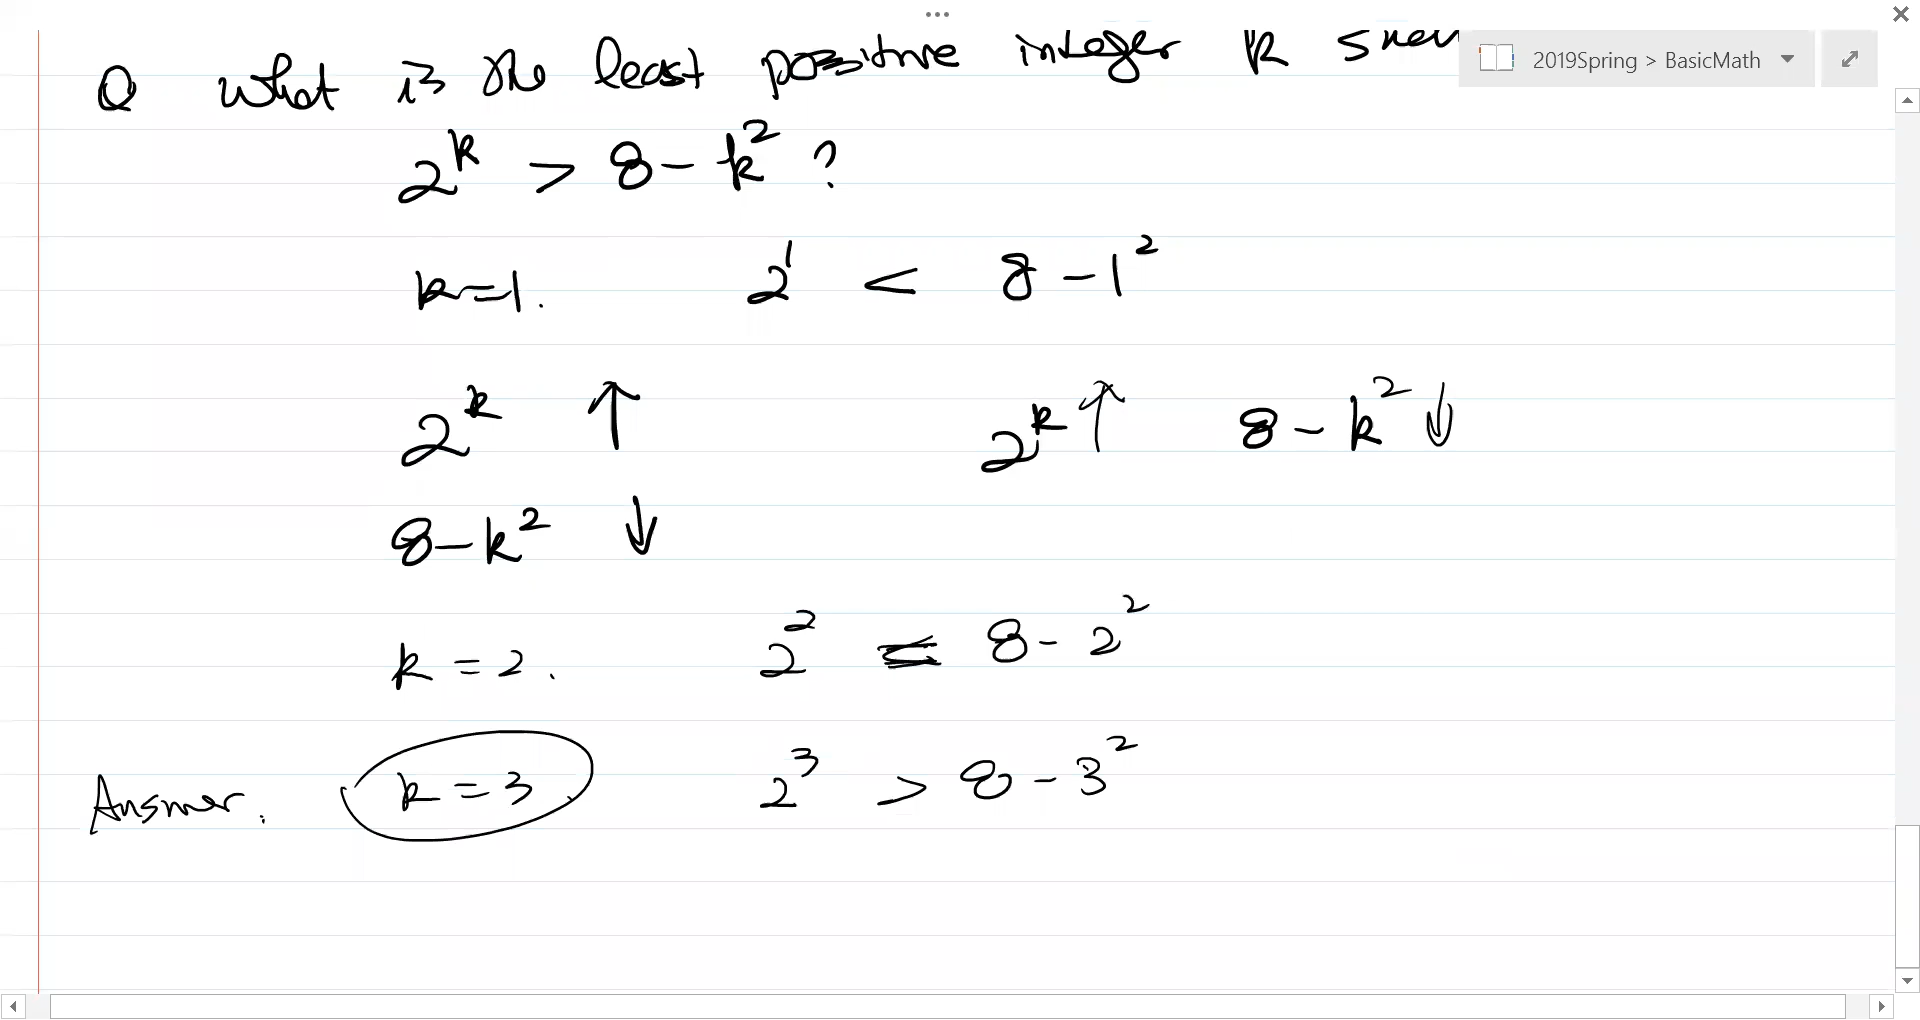 Q what is the least positive integer k such
2019Spring > BasicMath
2^k > 8 - k^2 ?
k=1. 2^1 < 8 - 1^2
2^k ↑ 2^k ↑ 8 - k^2 ↓
8 - k^2 ↓
k = 2. 2^2 = 8 - 2^2
Answer. k = 3 2^3 > 8 - 3^2